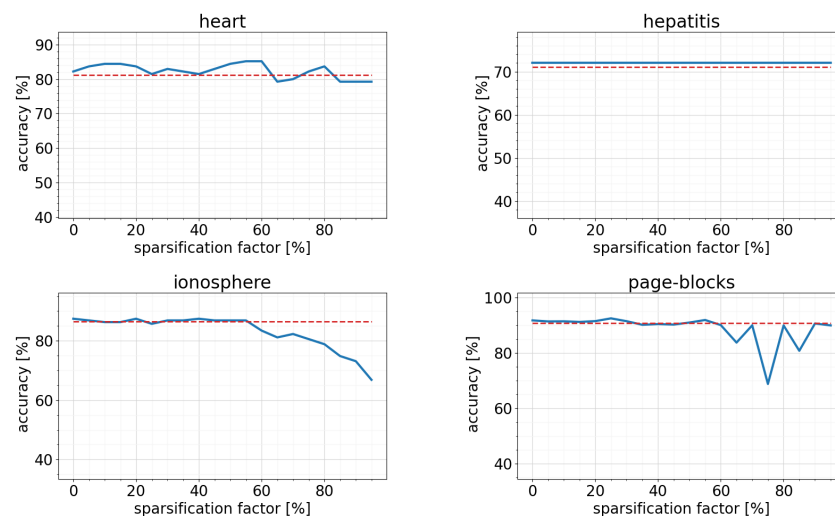 heart
accuracy [%]
90
80
70
60
50
40
0 20 40 60 80
sparsification factor [%]
hepatitis
accuracy [%]
70
60
50
40
0 20 40 60 80
sparsification factor [%]
ionosphere
accuracy [%]
80
60
40
0 20 40 60 80
sparsification factor [%]
page-blocks
accuracy [%]
100
80
60
40
0 20 40 60 80
sparsification factor [%]